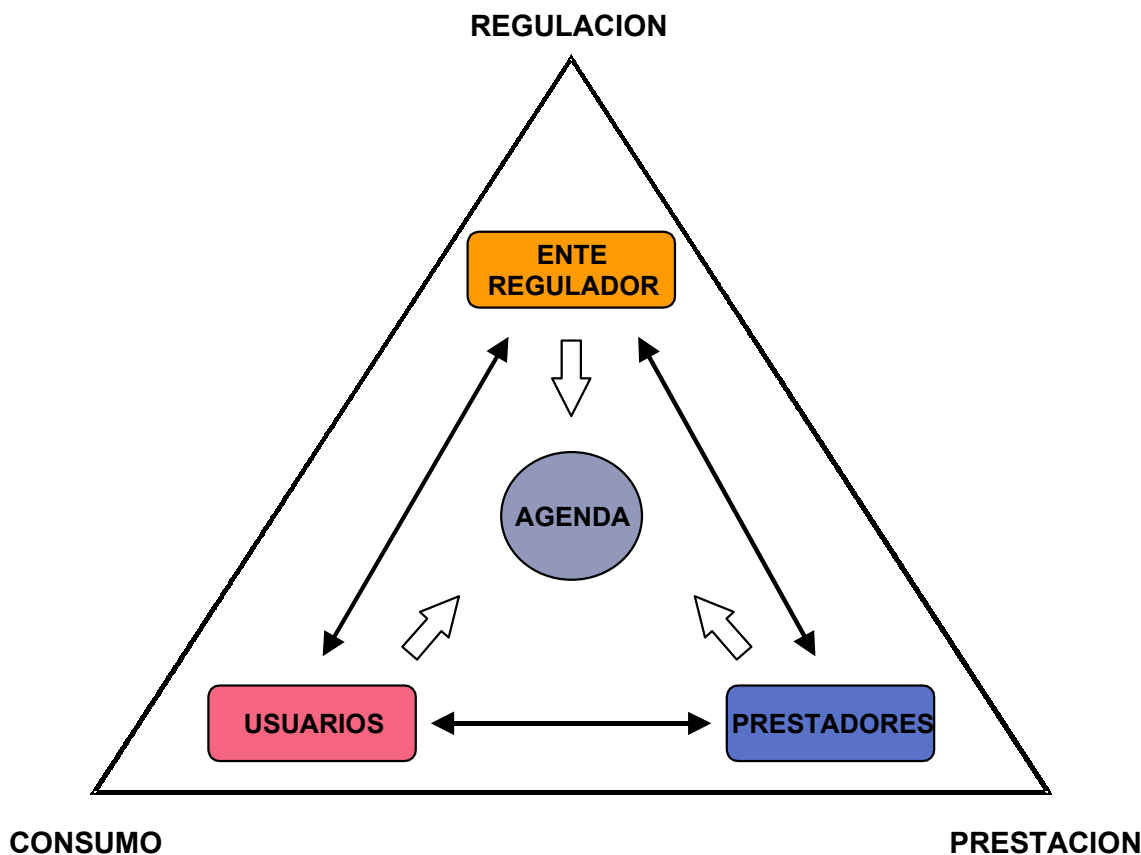 REGULACION
ENTE
REGULADOR
AGENDA
USUARIOS
PRESTADORES
CONSUMO
PRESTACION